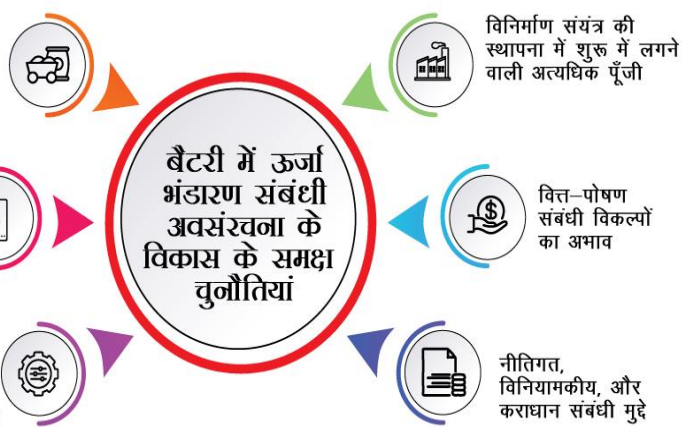 विनिर्माण संयंत्र की
स्थापना में शुरू में लगने
वाली अत्यधिक पूँजी
बैटरी में ऊर्जा
भंडारण संबंधी
अवसंरचना के
विकास के समक्ष
चुनौतियां
वित्त–पोषण
संबंधी विकल्पों
का अभाव
नीतिगत,
विनियामकीय, और
कराधान संबंधी मुद्दे